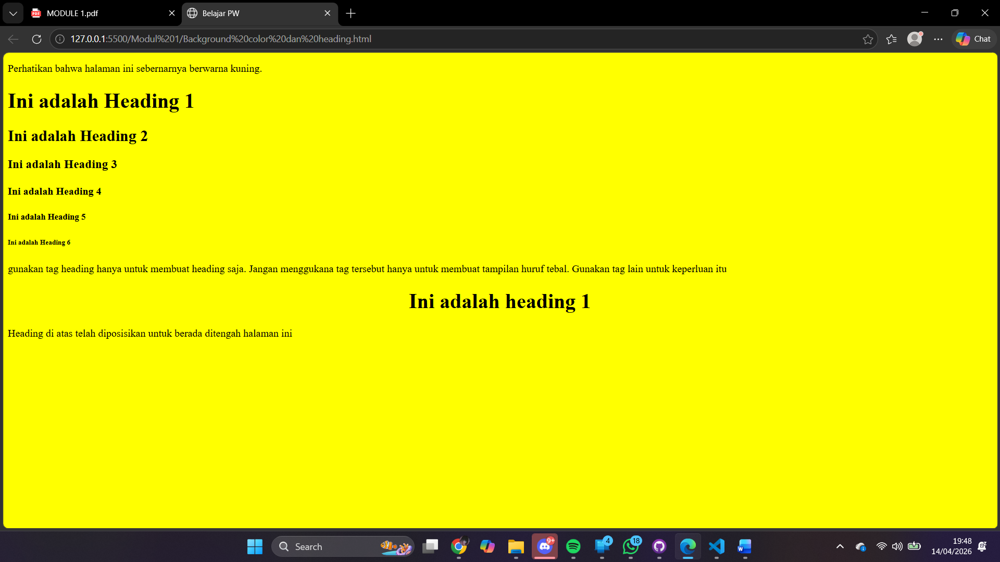 MODULE 1.pdf
Belajar PW
127.0.0.1:5500/Modul%201/Background%20color%20dan%20heading.html
Chat
Perhatikan bahwa halaman ini sebernarnya berwarna kuning.
Ini adalah Heading 1
Ini adalah Heading 2
Ini adalah Heading 3
Ini adalah Heading 4
Ini adalah Heading 5
Ini adalah Heading 6
gunakan tag heading hanya untuk membuat heading saja. Jangan menggukana tag tersebut hanya untuk membuat tampilan huruf tebal. Gunakan tag lain untuk keperluan itu
Ini adalah heading 1
Heading di atas telah diposisikan untuk berada ditengah halaman ini
Search
9+
4
18
19:48
14/04/2026